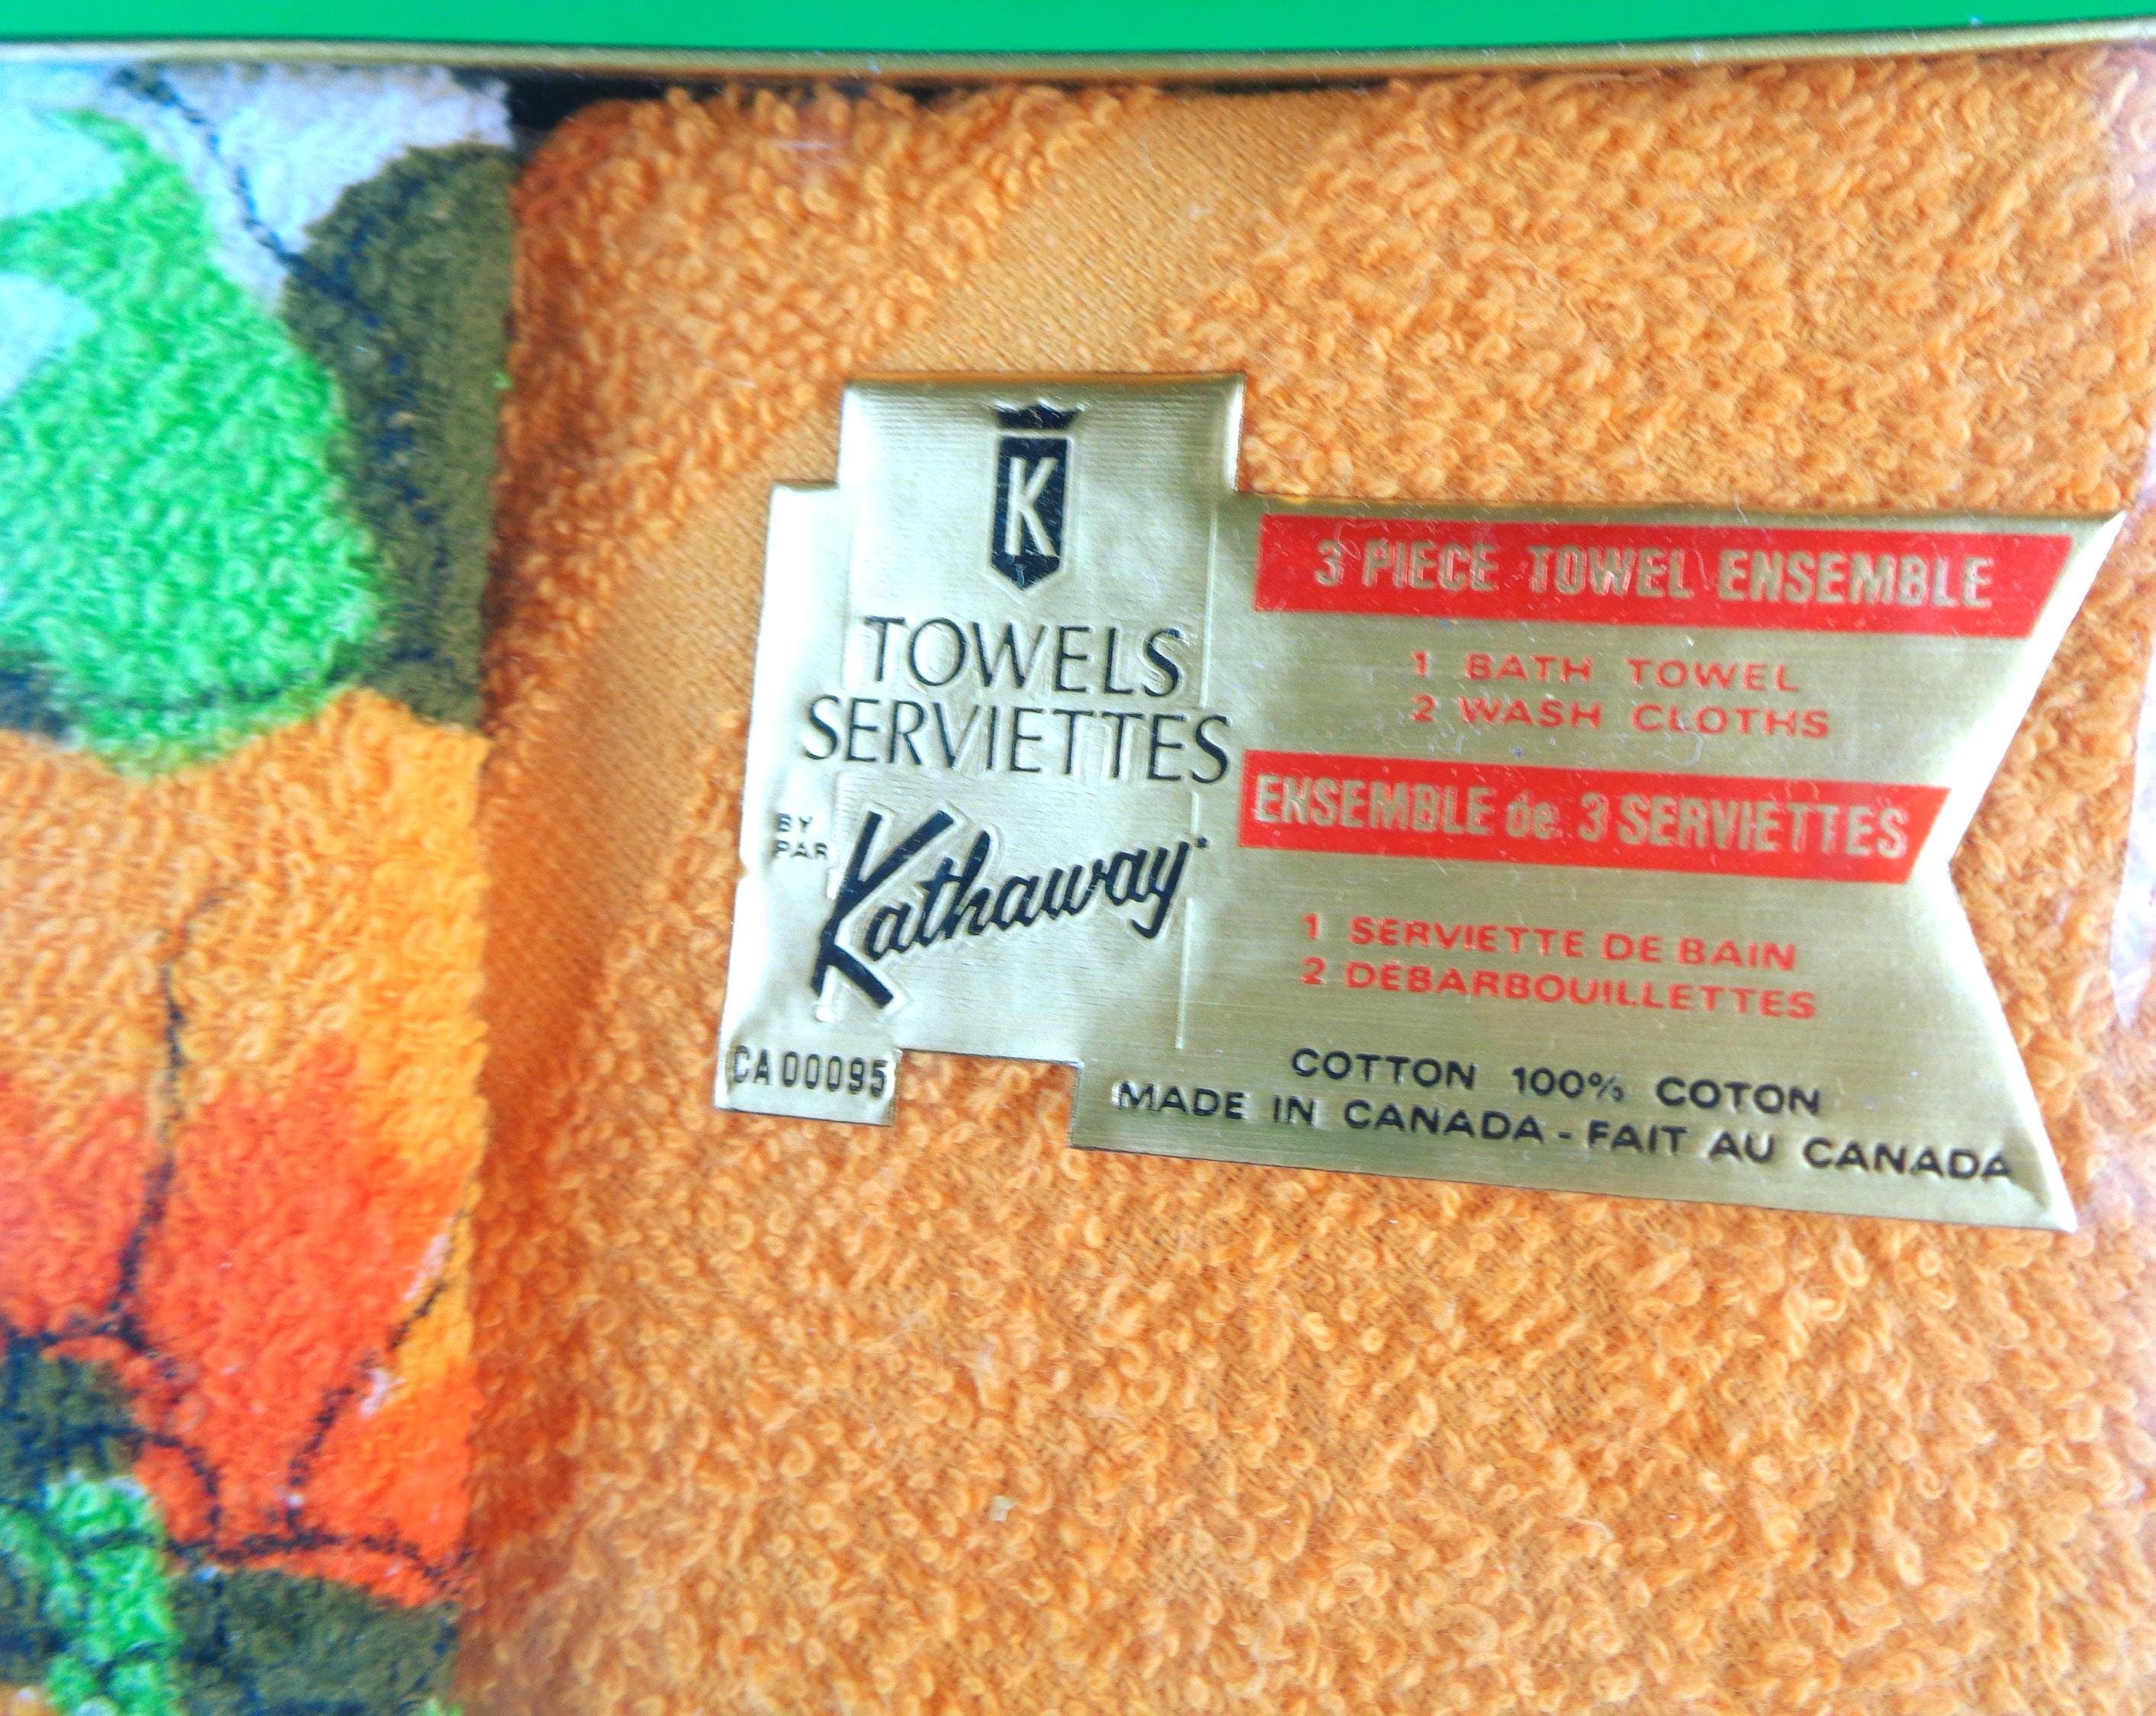 K
TOWELS
SERVIETTES
BY
PAR
Kathaway*
CA 00095
3 PIECE TOWEL ENSEMBLE
1 BATH TOWEL
2 WASH CLOTHS
ENSEMBLE de 3 SERVIETTES
1 SERVIETTE DE BAIN
2 DÉBARBOUILLETTES
COTTON 100% COTON
MADE IN CANADA - FAIT AU CANADA